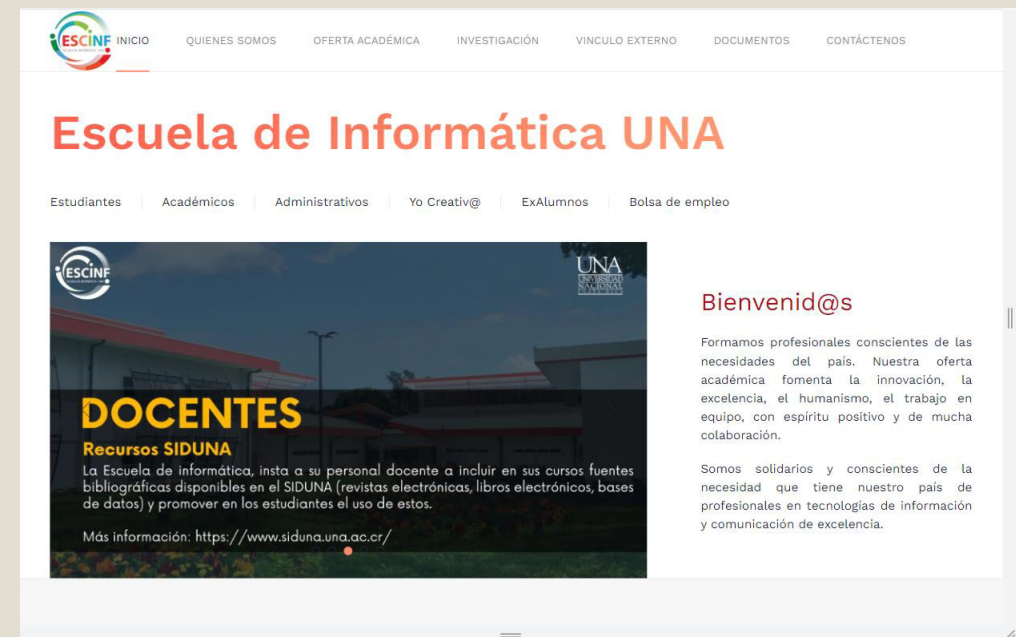 ESCINF
INICIO QUIENES SOMOS OFERTA ACADÉMICA INVESTIGACIÓN VINCULO EXTERNO DOCUMENTOS CONTÁCTENOS
Escuela de Informática UNA
Estudiantes Académicos Administrativos Yo Creativ@ ExAlumnos Bolsa de empleo
ESCINF
UNA
UNIVERSIDAD
NACIONAL
DOCENTES
Recursos SIDUNA
La Escuela de informática, insta a su personal docente a incluir en sus cursos fuentes
bibliográficas disponibles en el SIDUNA (revistas electrónicas, libros electrónicos, bases
de datos) y promover en los estudiantes el uso de estos.
Más información: https://www.siduna.una.ac.cr/
Bienvenid@s
Formamos profesionales conscientes de las
necesidades del país. Nuestra oferta
académica fomenta la innovación, la
excelencia, el humanismo, el trabajo en
equipo, con espíritu positivo y de mucha
colaboración.
Somos solidarios y conscientes de la
necesidad que tiene nuestro país de
profesionales en tecnologías de información
y comunicación de excelencia.